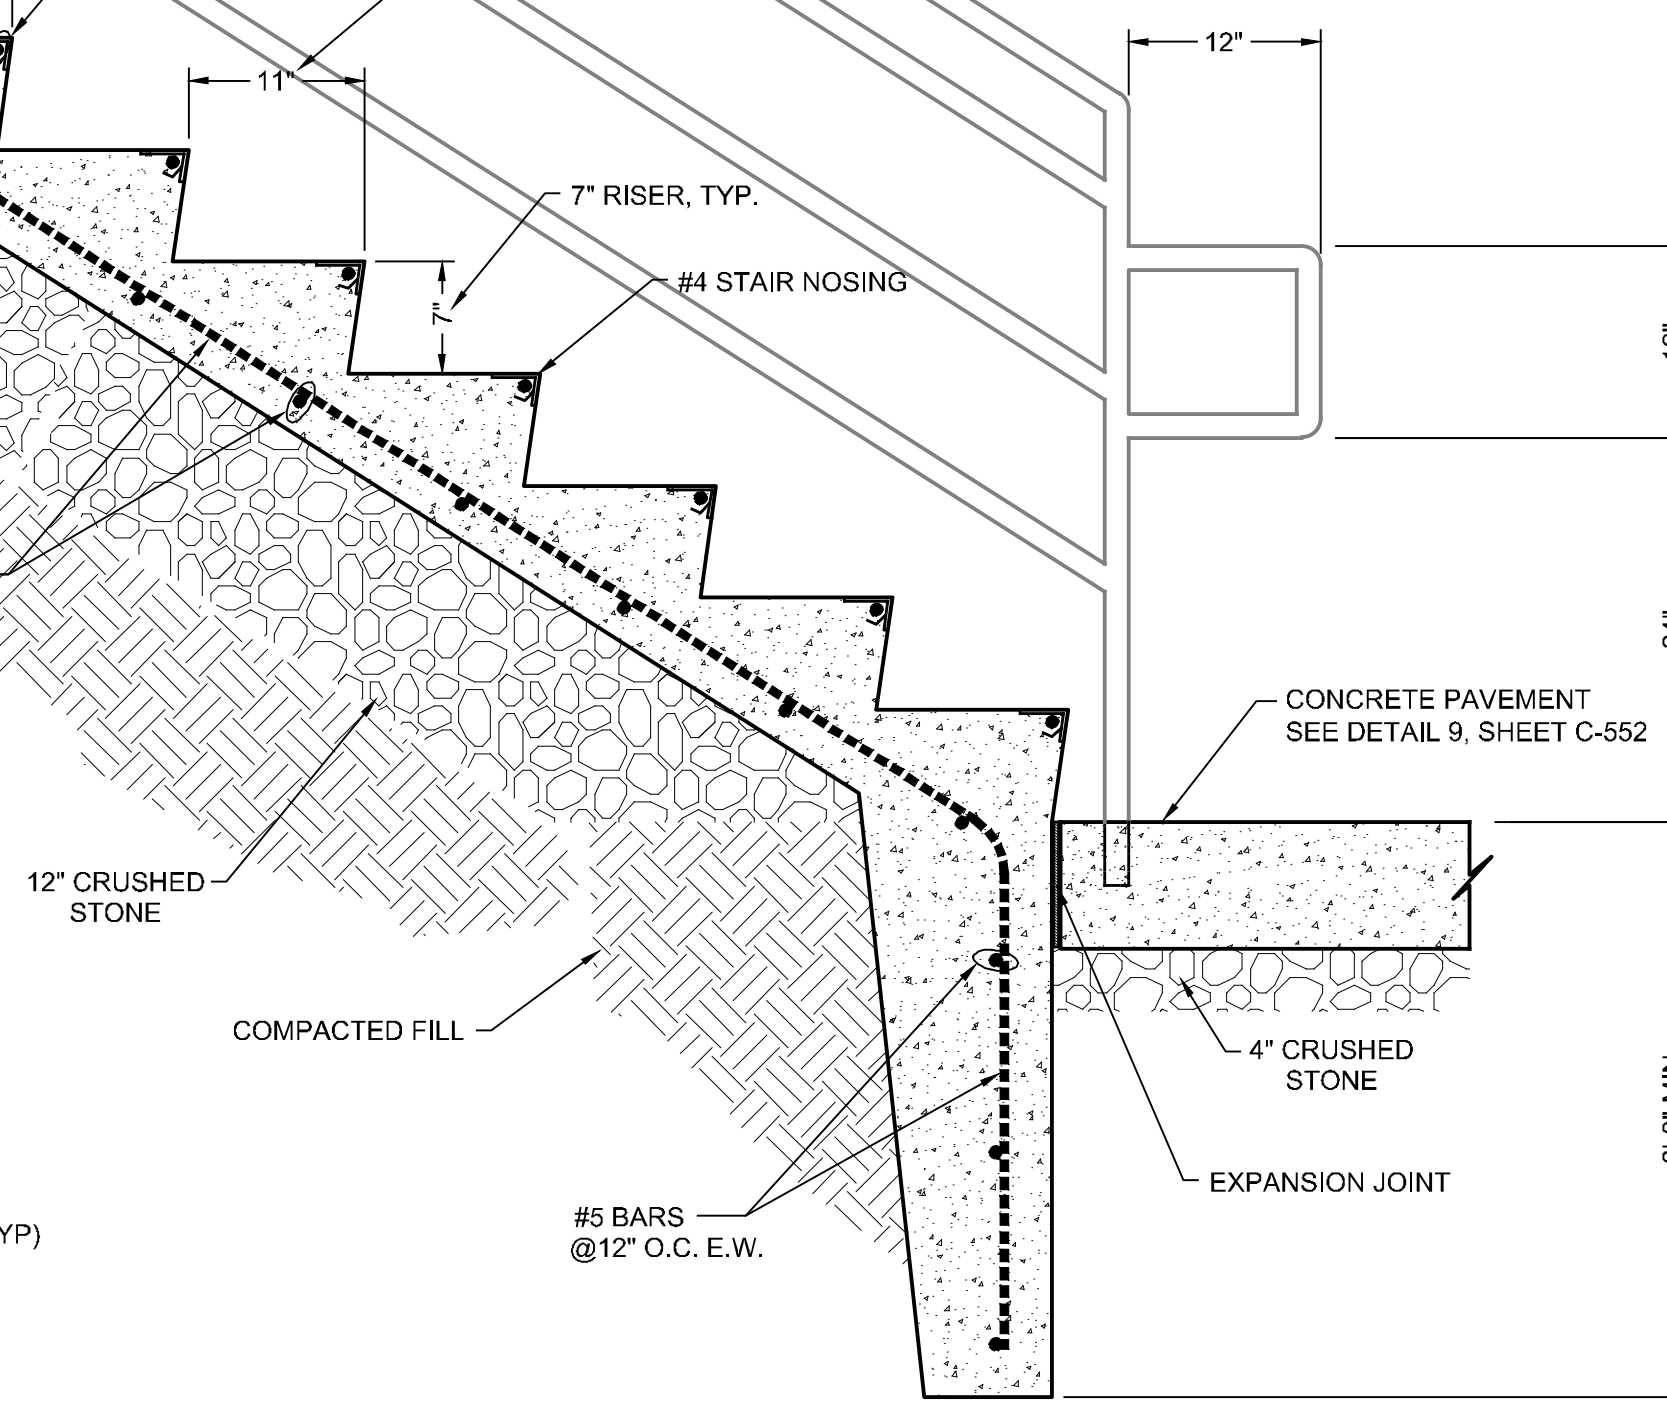 12"
11"
7" RISER, TYP.
#4 STAIR NOSING
7"
CONCRETE PAVEMENT
SEE DETAIL 9, SHEET C-552
12" CRUSHED
STONE
COMPACTED FILL
4" CRUSHED
STONE
EXPANSION JOINT
#5 BARS
@12" O.C. E.W.
YP)